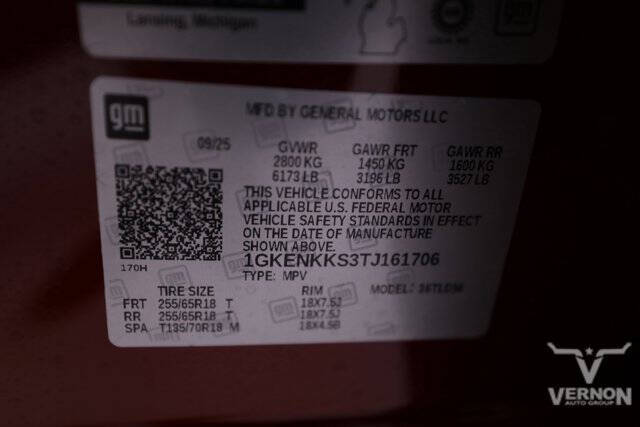 Lansing, Michigan
gm
gm
MFD BY GENERAL MOTORS LLC
09/25
GVWR GAWR FRT GAWR RR
2800 KG 1450 KG 1600 KG
6173 LB 3196 LB 3527 LB
THIS VEHICLE CONFORMS TO ALL
APPLICABLE U.S. FEDERAL MOTOR
VEHICLE SAFETY STANDARDS IN EFFECT
ON THE DATE OF MANUFACTURE
SHOWN ABOVE.
170H
1GKENKKS3TJ161706
TYPE: MPV
TIRE SIZE RIM MODEL:
FRT 255/65R18 T 18X7.5J
RR 255/65R18 T 18X7.5J
SPA T135/70R18 M 18X4.5B
VERNON
AUTO GROUP